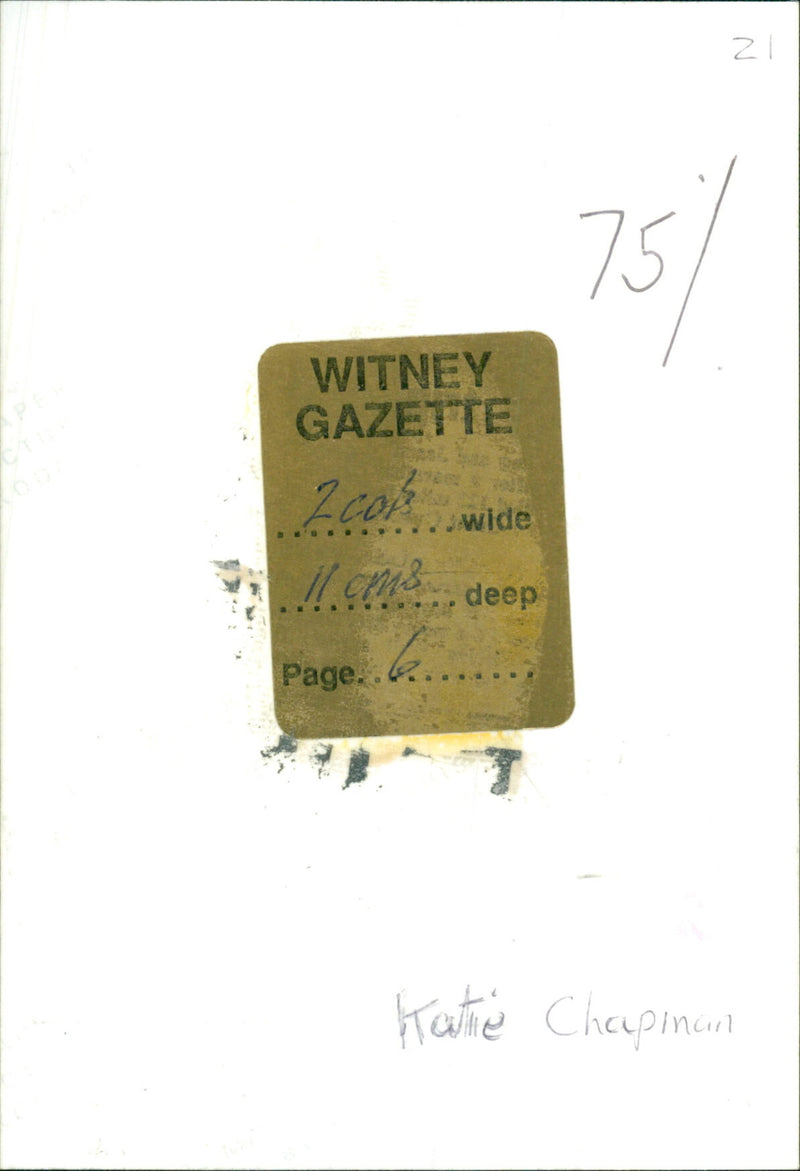 21
75%
WITNEY
GAZETTE
2 cols wide
11 cms deep
Page 6
Katie Chapman